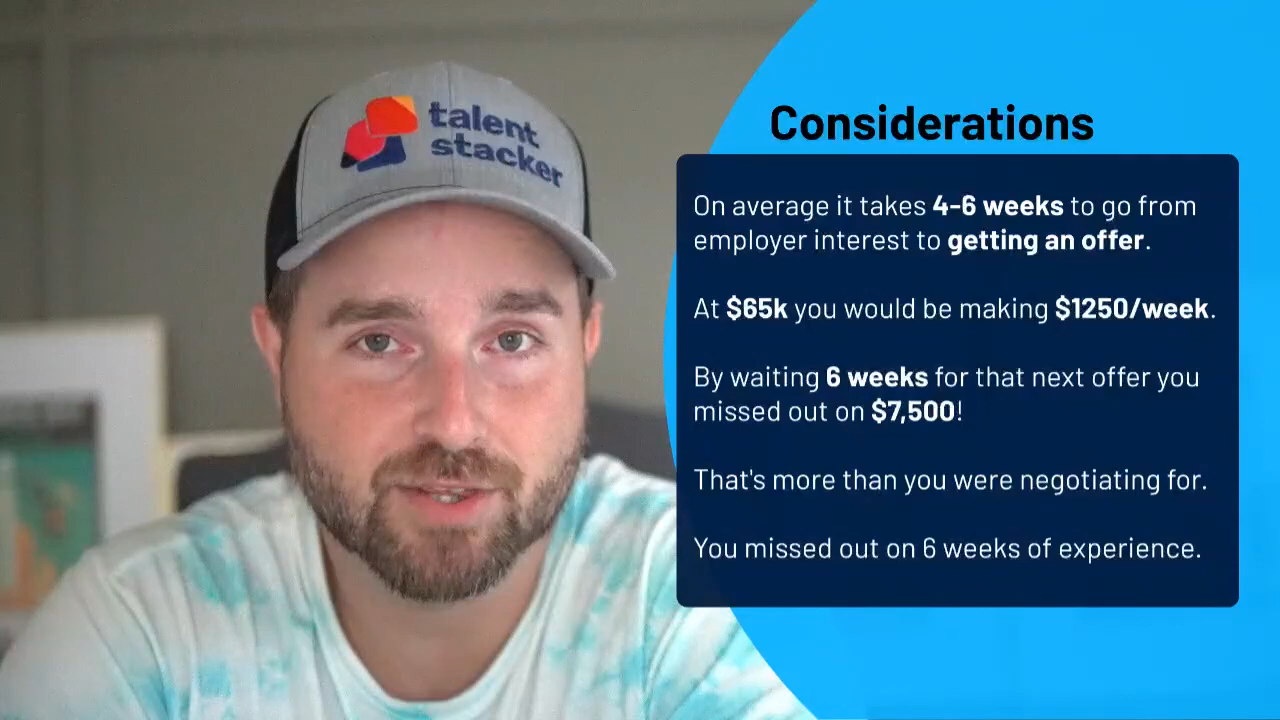 talent
stacker
Considerations
On average it takes 4-6 weeks to go from
employer interest to getting an offer.
At $65k you would be making $1250/week.
By waiting 6 weeks for that next offer you
missed out on $7,500!
That's more than you were negotiating for.
You missed out on 6 weeks of experience.